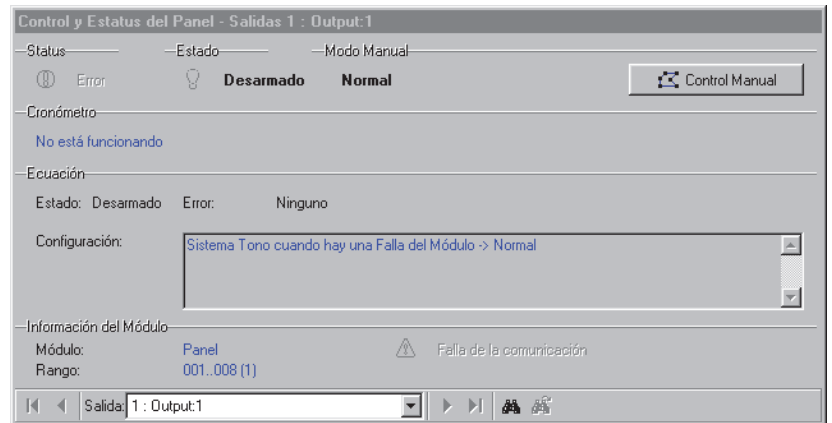 Control y Estatus del Panel - Salidas 1 : Output:1
Status Estado Modo Manual
Error Desarmado Normal Control Manual
Cronómetro
No está funcionando
Ecuación
Estado: Desarmado Error: Ninguno
Configuración: Sistema Tono cuando hay una Falla del Módulo -> Normal
Información del Módulo
Módulo: Panel Falla de la comunicación
Rango: 001..008 (1)
Salida: 1 : Output:1